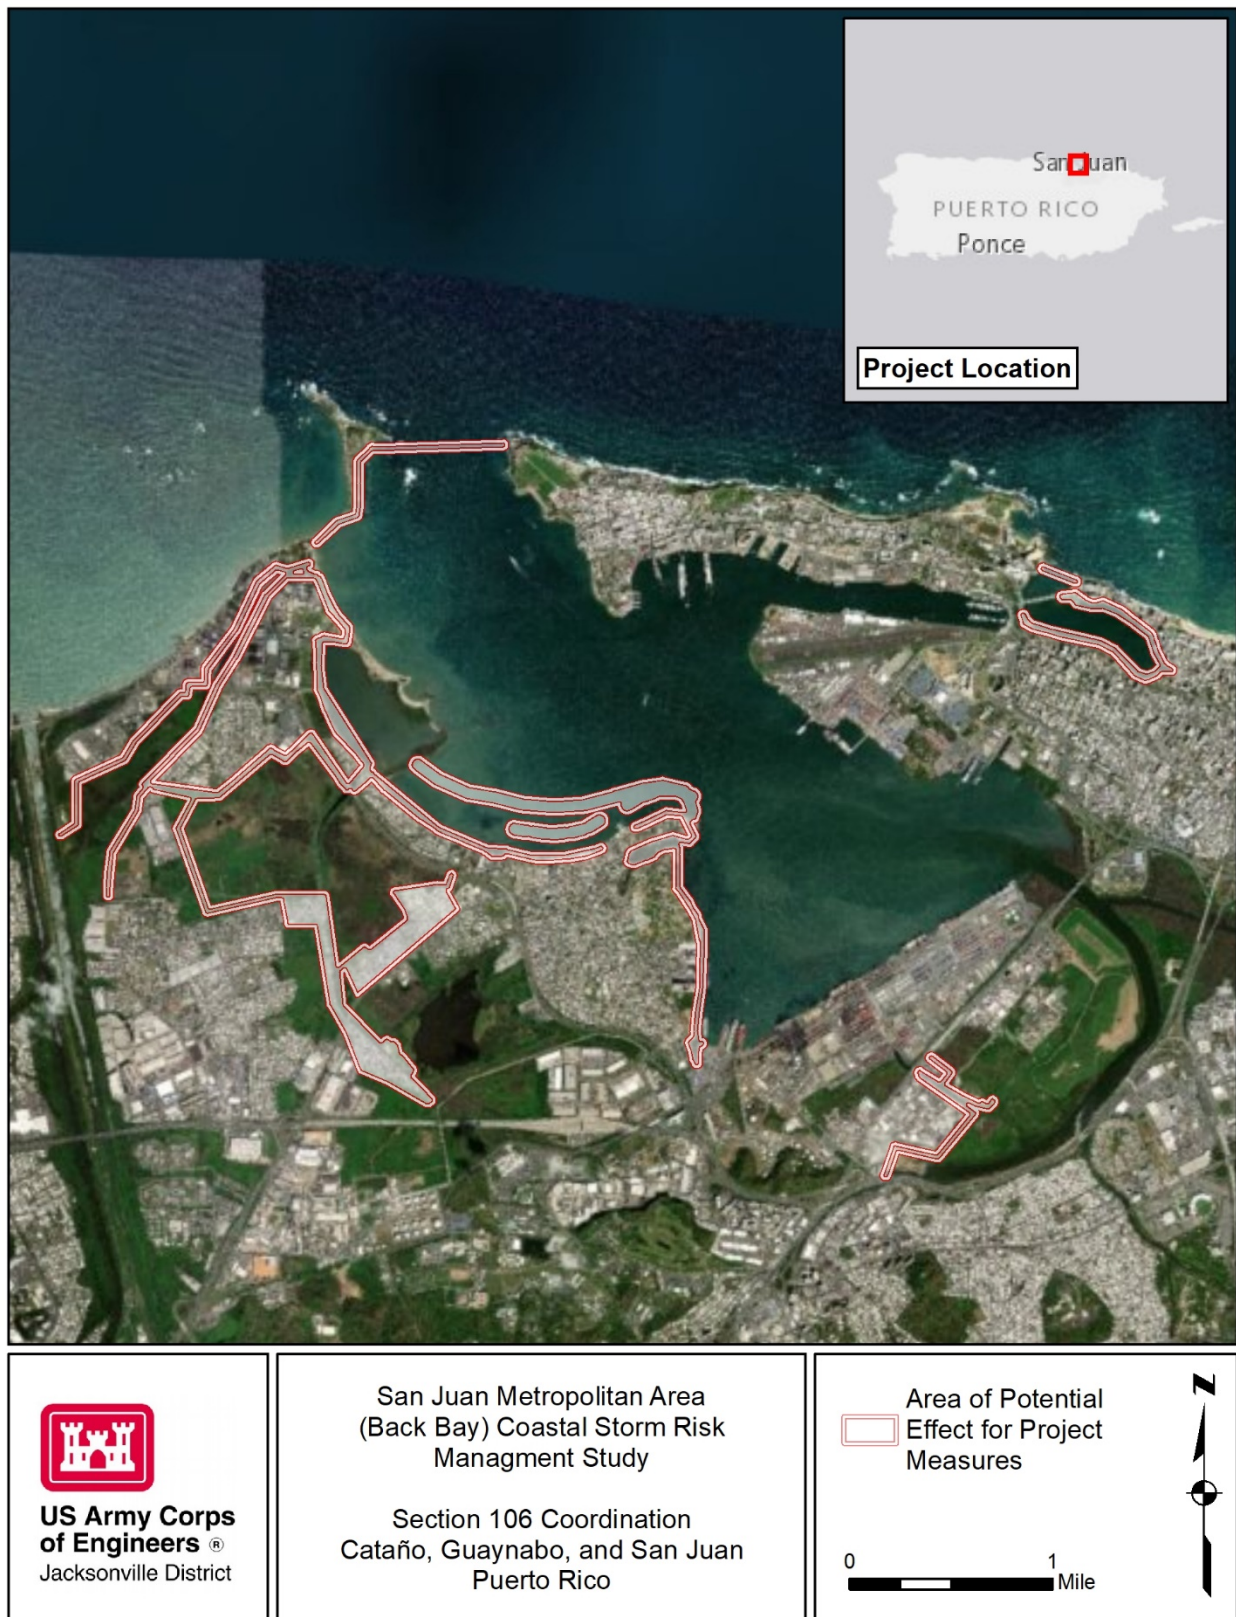 San Juan
PUERTO RICO
Ponce
Project Location
US Army Corps
of Engineers ®
Jacksonville District
San Juan Metropolitan Area
(Back Bay) Coastal Storm Risk
Managment Study
Section 106 Coordination
Cataño, Guaynabo, and San Juan
Puerto Rico
Area of Potential
Effect for Project
Measures
N
0 1
Mile